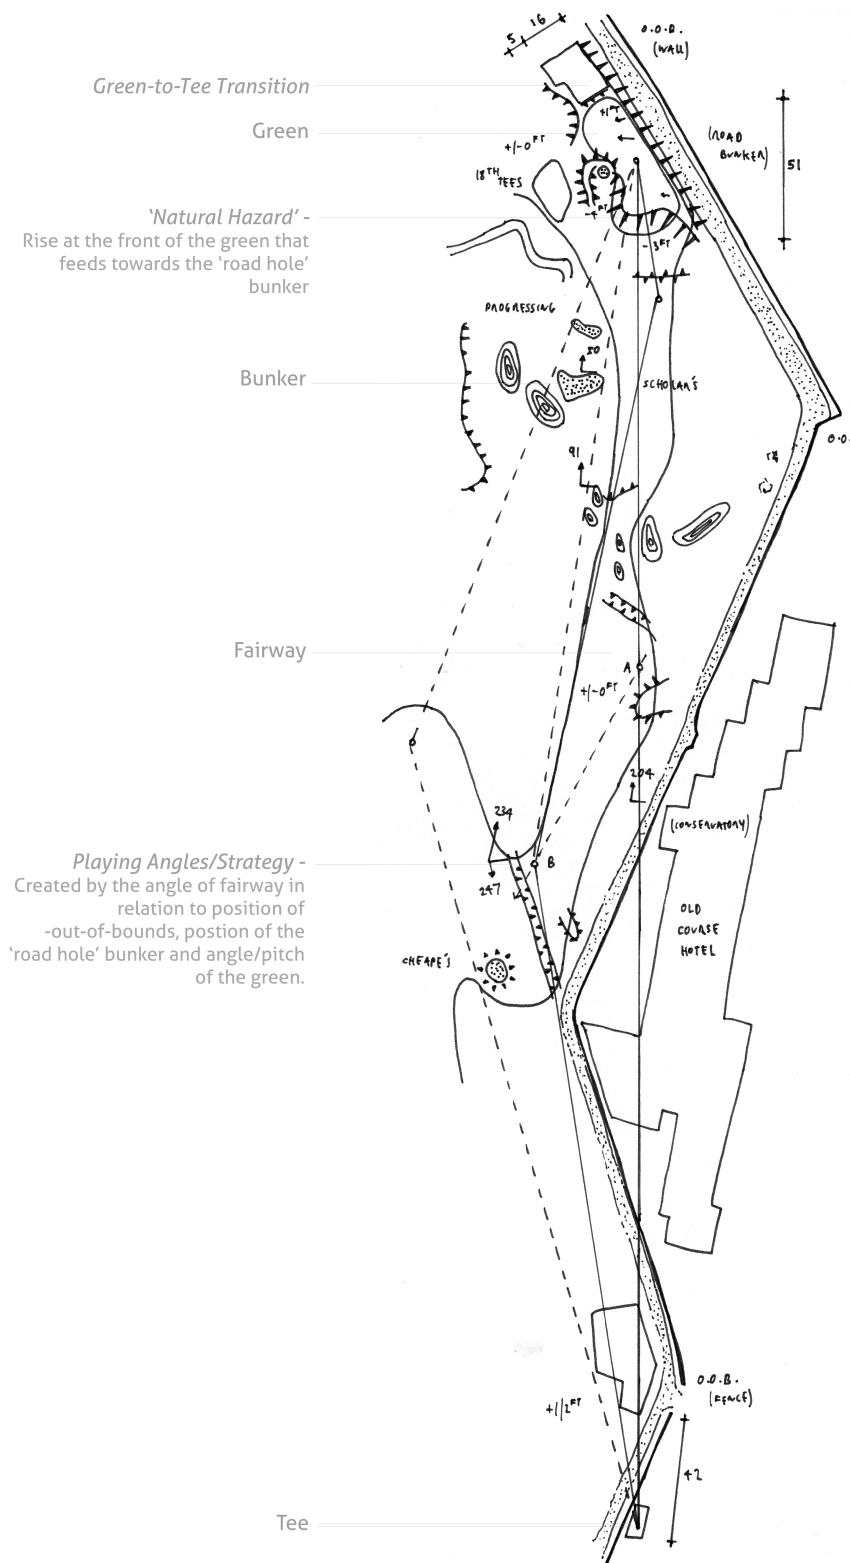 5 16
O.O.B.
(WALL)
Green-to-Tee Transition
+1FT
Green
(ROAD
BUNKER)
51
+/-0FT
18TH TEES
-4FT
-3FT
‘Natural Hazard’ -
Rise at the front of the green that
feeds towards the ‘road hole’
bunker
PROGRESSING
50
Bunker
SCHOLAR'S
O.O.
91
Fairway
A
+/-0FT
204
234
(CONSERVATORY)
B
247
Playing Angles/Strategy -
Created by the angle of fairway in
relation to position of
-out-of-bounds, postion of the
‘road hole’ bunker and angle/pitch
of the green.
OLD
COURSE
HOTEL
CHEAPE'S
O.O.B.
(FENCE)
+1/2FT
42
Tee